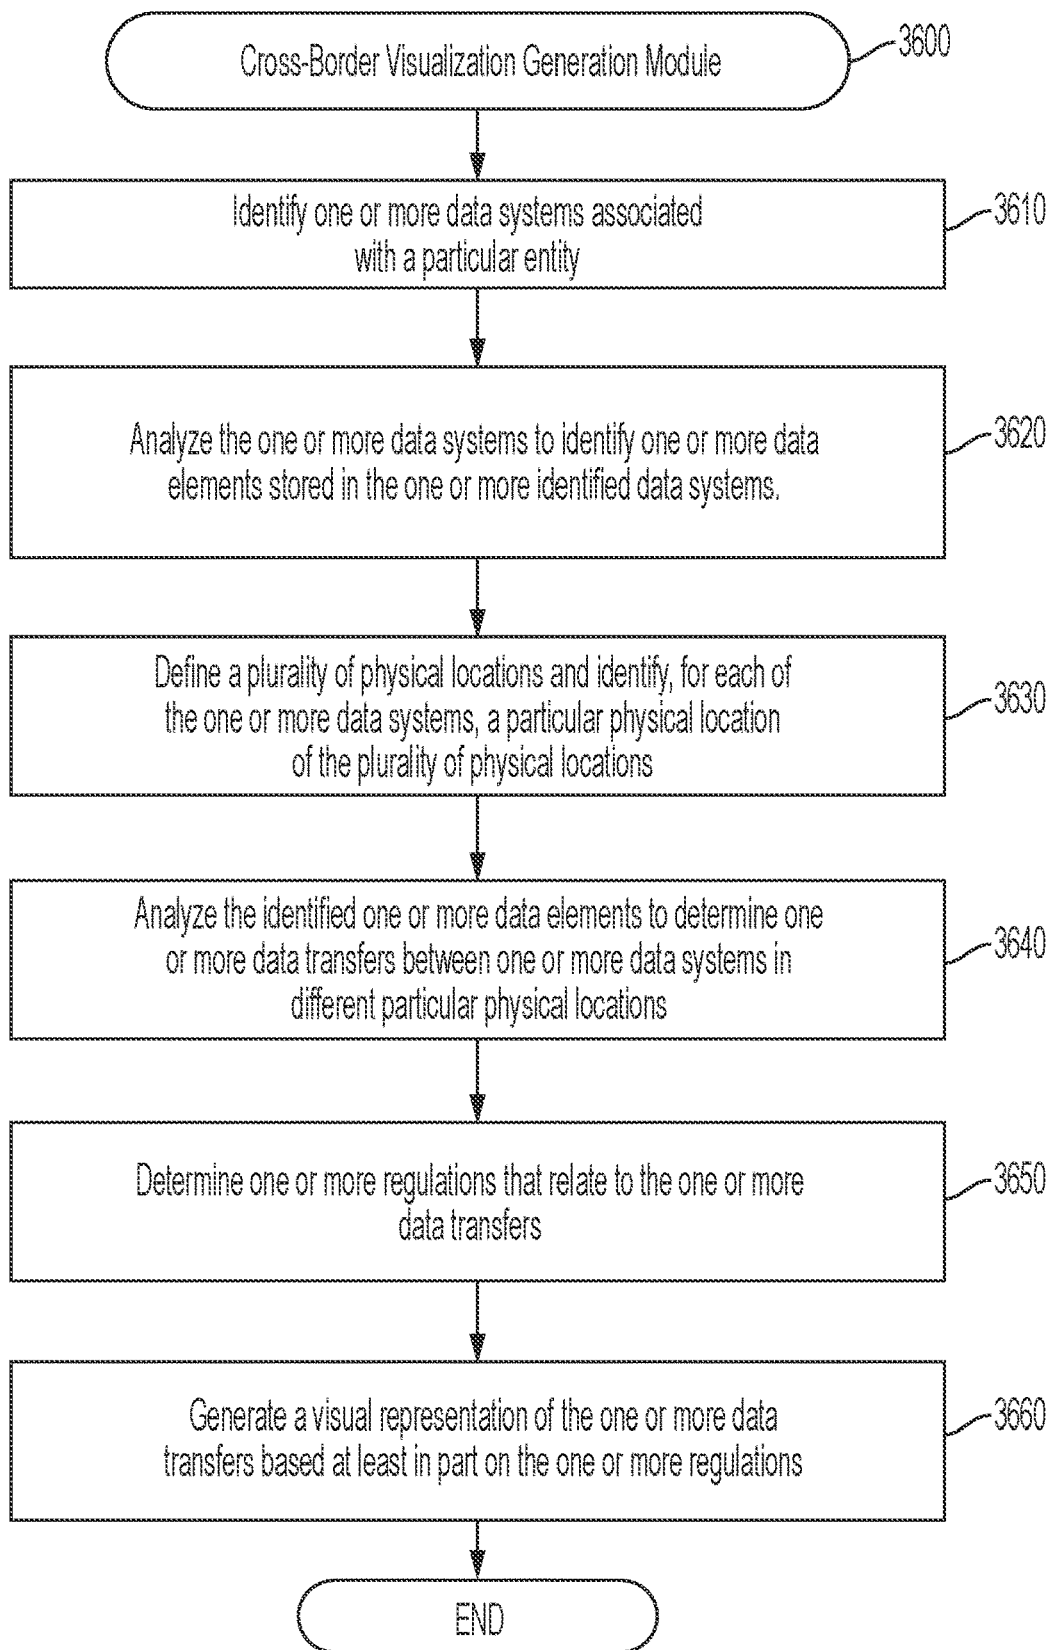 Cross-Border Visualization Generation Module
3600
Identify one or more data systems associated
with a particular entity
3610
Analyze the one or more data systems to identify one or more data
elements stored in the one or more identified data systems.
3620
Define a plurality of physical locations and identify, for each of
the one or more data systems, a particular physical location
of the plurality of physical locations
3630
Analyze the identified one or more data elements to determine one
or more data transfers between one or more data systems in
different particular physical locations
3640
Determine one or more regulations that relate to the one or more
data transfers
3650
Generate a visual representation of the one or more data
transfers based at least in part on the one or more regulations
3660
END